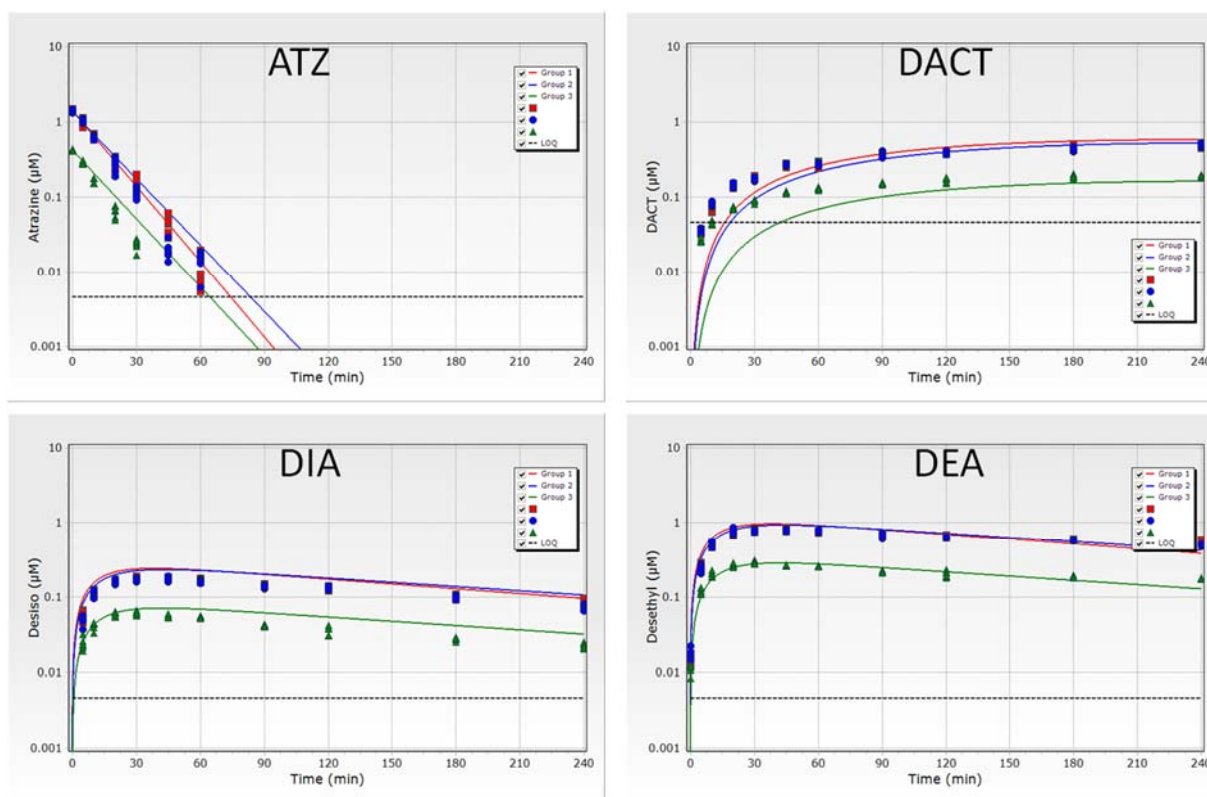 ATZ
10
1
0.1
0.01
0.001
Atrazine (µM)
0 30 60 90 120 150 180 210 240
Time (min)
Group 1
Group 2
Group 3
LOQ
DACT
10
1
0.1
0.01
0.001
DACT (µM)
0 30 60 90 120 150 180 210 240
Time (min)
Group 1
Group 2
Group 3
LOQ
DIA
10
1
0.1
0.01
0.001
Desiso (µM)
0 30 60 90 120 150 180 210 240
Time (min)
Group 1
Group 2
Group 3
LOQ
DEA
10
1
0.1
0.01
0.001
Desethyl (µM)
0 30 60 90 120 150 180 210 240
Time (min)
Group 1
Group 2
Group 3
LOQ